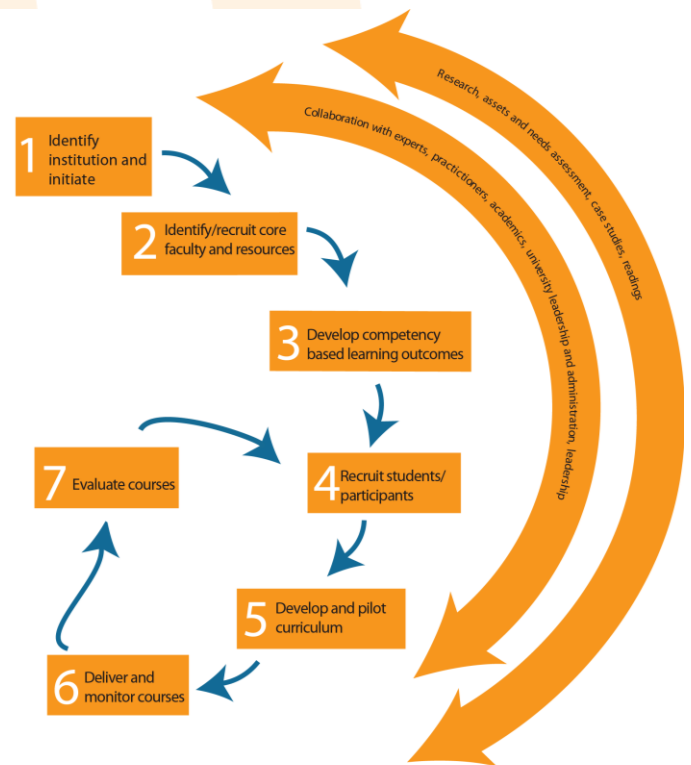 Research, assets and needs assessment, case studies, readings
Collaboration with experts, practictioners, academics, university leadership and administration, leadership
1 Identify
institution and
initiate
2 Identify/recruit core
faculty and resources
3 Develop competency
based learning outcomes
4 Recruit students/
participants
7 Evaluate courses
5 Develop and pilot
curriculum
6 Deliver and
monitor courses